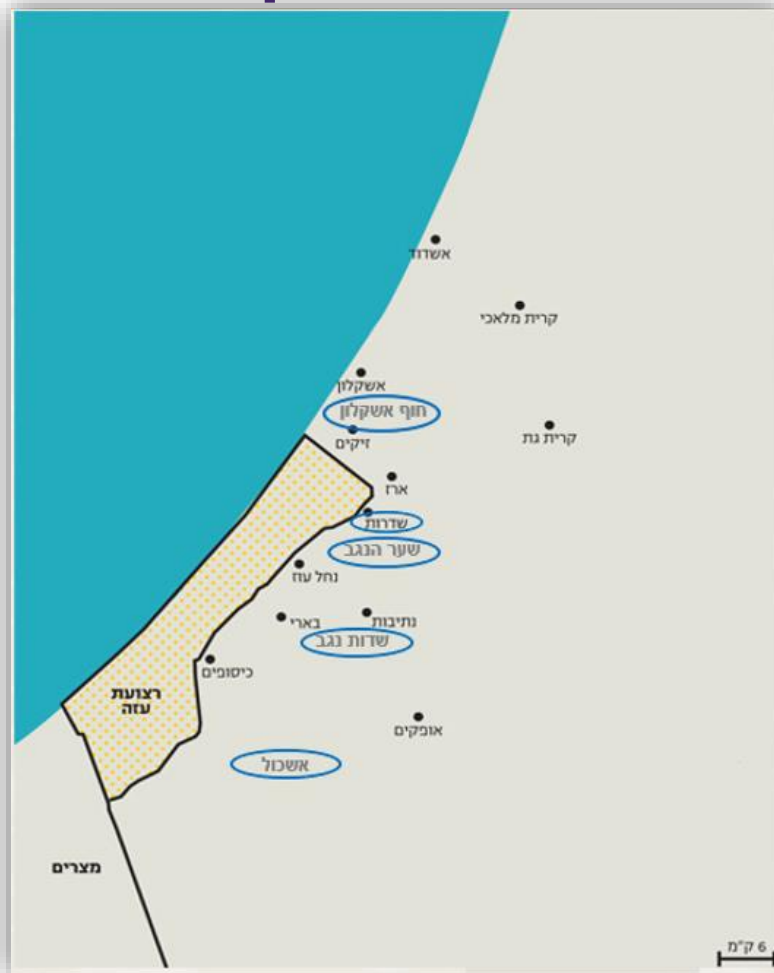 אשדוד
קרית מלאכי
אשקלון
חוף אשקלון
זיקים
קרית גת
ארז
שדרות
שער הנגב
נחל עוז
נתיבות
בארי
שדות נגב
כיסופים
רצועת
עזה
אופקים
אשכול
מצרים
6 ק"מ